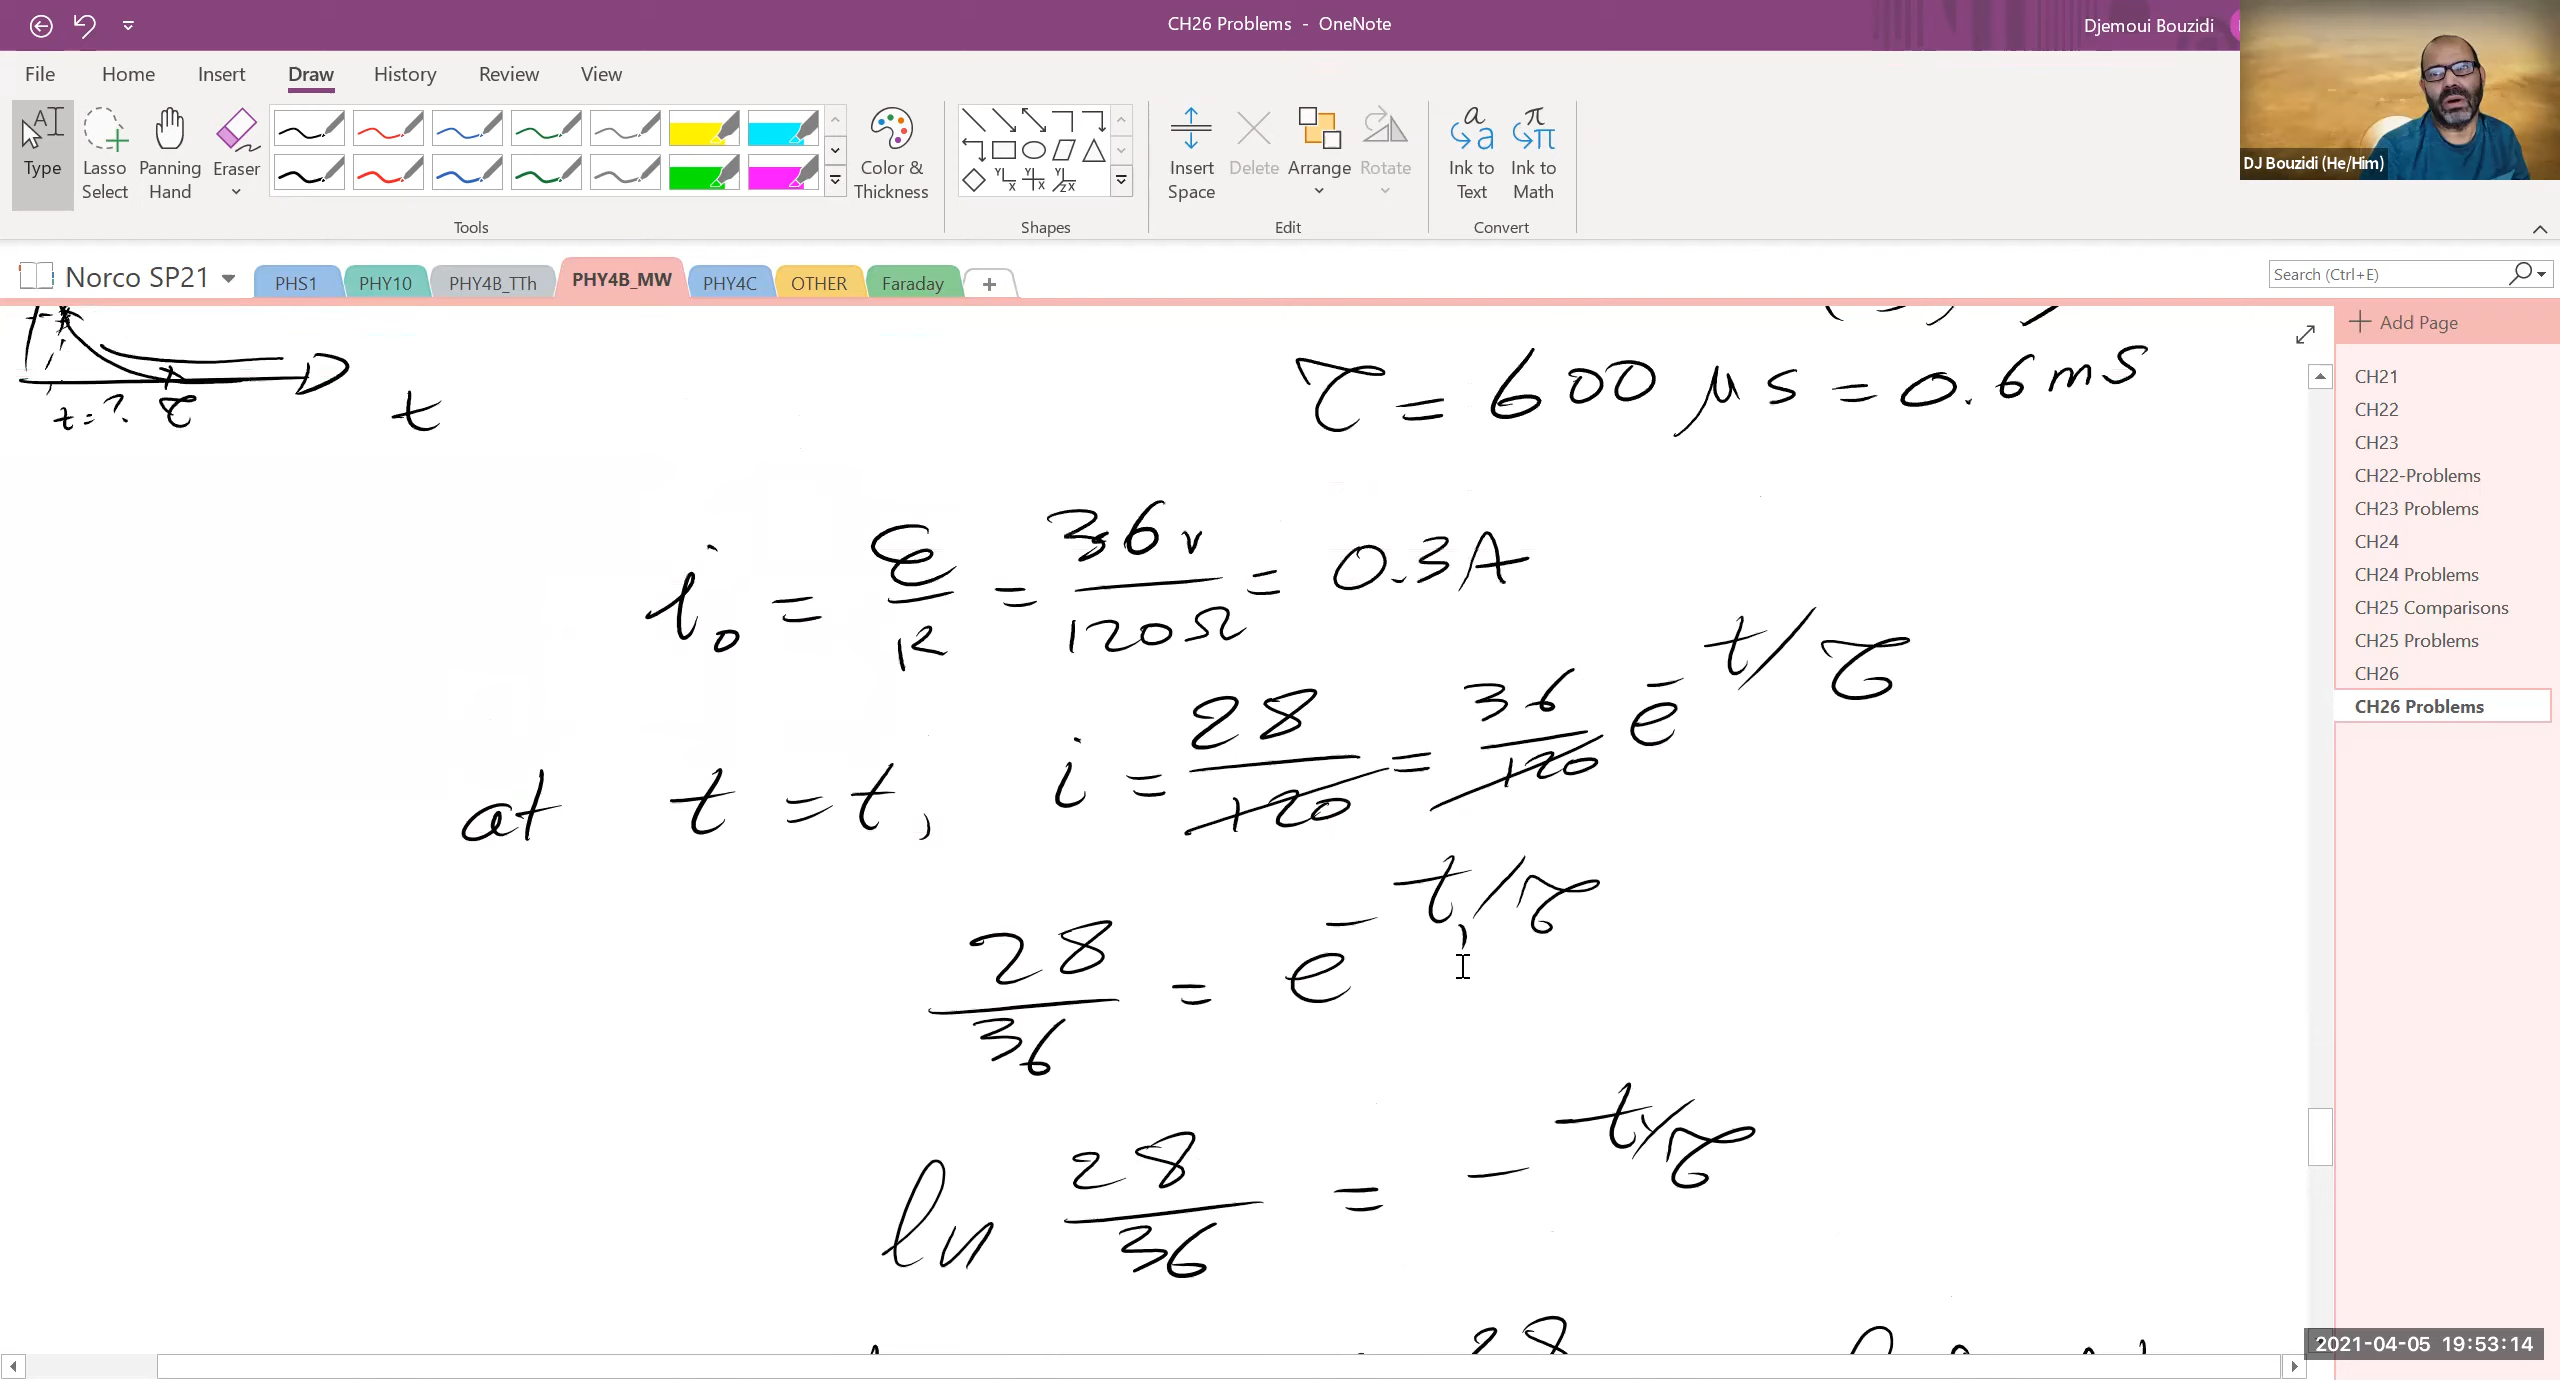 CH26 Problems - OneNote
Djemoui Bouzidi
File Home Insert Draw History Review View
Type
Lasso Select
Panning Hand
Eraser
Color & Thickness
Insert Space
Delete
Arrange
Rotate
Ink to Text
Ink to Math
Tools
Shapes
Edit
Convert
DJ Bouzidi (He/Him)
Norco SP21
PHS1 PHY10 PHY4B_TTh PHY4B_MW PHY4C OTHER Faraday +
Search (Ctrl+E)
Add Page
CH21
CH22
CH23
CH22-Problems
CH23 Problems
CH24
CH24 Problems
CH25 Comparisons
CH25 Problems
CH26
CH26 Problems
t=? τ t
τ = 600 μs = 0.6 ms
i₀ = ℰ/R = 36v/120Ω = 0.3A
at t = t, i = 28/120 = 36/120 e^-t/τ
28/36 = e^-t/τ
ln 28/36 = - t/τ
28
2021-04-05 19:53:14